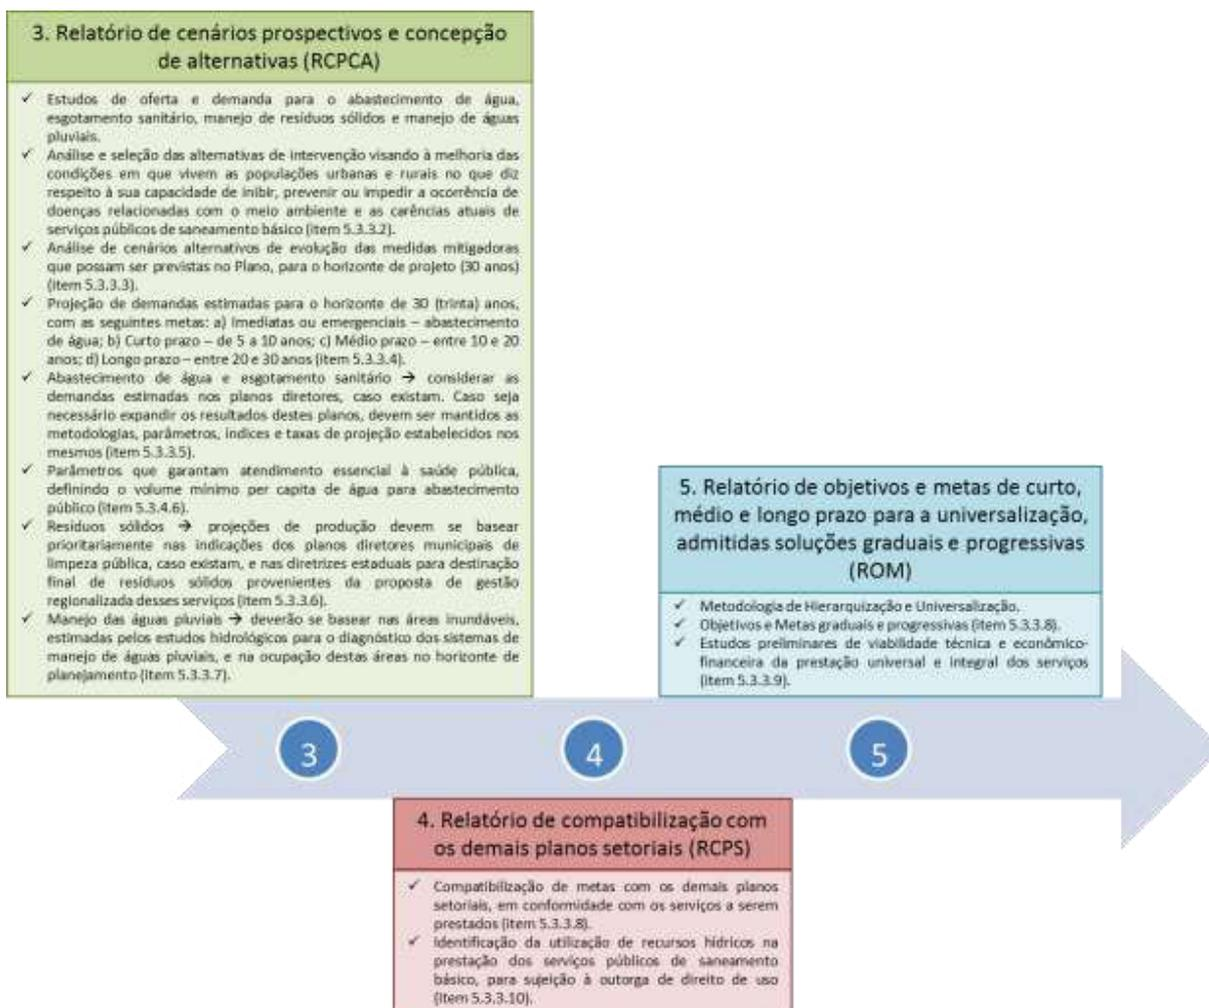 3. Relatório de cenários prospectivos e concepção
de alternativas (RCPCA)
✓ Estudos de oferta e demanda para o abastecimento de água,
esgotamento sanitário, manejo de resíduos sólidos e manejo de águas
pluviais.
✓ Análise e seleção das alternativas de intervenção visando à melhoria das
condições em que vivem as populações urbanas e rurais no que diz
respeito à sua capacidade de inibir, prevenir ou impedir a ocorrência de
doenças relacionadas com o meio ambiente e as carências atuais de
serviços públicos de saneamento básico (item 5.3.3.2).
✓ Análise de cenários alternativos de evolução das medidas mitigadoras
que possam ser previstas no Plano, para o horizonte de projeto (30 anos)
(item 5.3.3.3).
✓ Projeção de demandas estimadas para o horizonte de 30 (trinta) anos,
com as seguintes metas: a) Imediatas ou emergenciais – abastecimento
de água; b) Curto prazo – de 5 a 10 anos; c) Médio prazo – entre 10 e 20
anos; d) Longo prazo – entre 20 e 30 anos (item 5.3.3.4).
✓ Abastecimento de água e esgotamento sanitário → considerar as
demandas estimadas nos planos diretores, caso existam. Caso seja
necessário expandir os resultados destes planos, devem ser mantidos as
metodologias, parâmetros, índices e taxas de projeção estabelecidos nos
mesmos (item 5.3.3.5).
✓ Parâmetros que garantam atendimento essencial à saúde pública,
definindo o volume mínimo per capita de água para abastecimento
público (item 5.3.4.6).
✓ Resíduos sólidos → projeções de produção devem se basear
prioritariamente nas indicações dos planos diretores municipais de
limpeza pública, caso existam, e nas diretrizes estaduais para destinação
final de resíduos sólidos provenientes da proposta de gestão
regionalizada desses serviços (item 5.3.3.6).
✓ Manejo das águas pluviais → deverão se basear nas áreas inundáveis,
estimadas pelos estudos hidrológicos para o diagnóstico dos sistemas de
manejo de águas pluviais, e na ocupação destas áreas no horizonte de
planejamento (item 5.3.3.7).
5. Relatório de objetivos e metas de curto,
médio e longo prazo para a universalização,
admitidas soluções graduais e progressivas
(ROM)
✓ Metodologia de Hierarquização e Universalização.
✓ Objetivos e Metas graduais e progressivas (item 5.3.3.8).
✓ Estudos preliminares de viabilidade técnica e econômico-
financeira da prestação universal e integral dos serviços
(item 5.3.3.9).
3
4
5
4. Relatório de compatibilização com
os demais planos setoriais (RCPS)
✓ Compatibilização de metas com os demais planos
setoriais, em conformidade com os serviços a serem
prestados (item 5.3.3.8).
✓ Identificação da utilização de recursos hídricos na
prestação dos serviços públicos de saneamento
básico, para sujeição à outorga de direito de uso
(item 5.3.3.10).